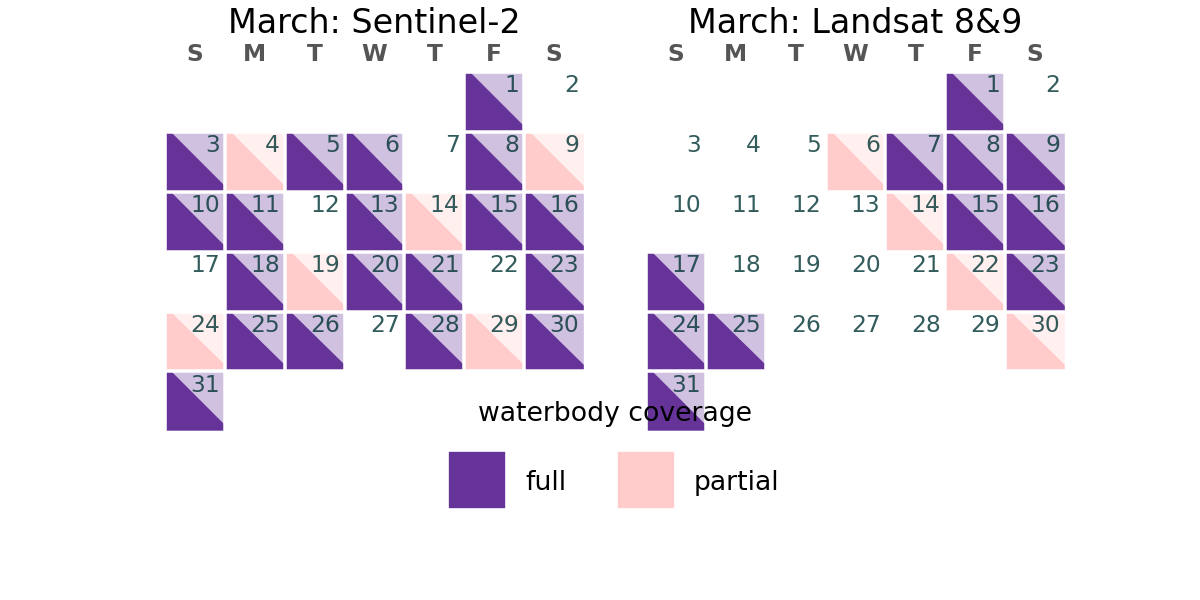 March: Sentinel-2
S M T W T F S
1 2
3 4 5 6 7 8 9
10 11 12 13 14 15 16
17 18 19 20 21 22 23
24 25 26 27 28 29 30
31
March: Landsat 8&9
S M T W T F S
1 2
3 4 5 6 7 8 9
10 11 12 13 14 15 16
17 18 19 20 21 22 23
24 25 26 27 28 29 30
31
waterbody coverage
full partial